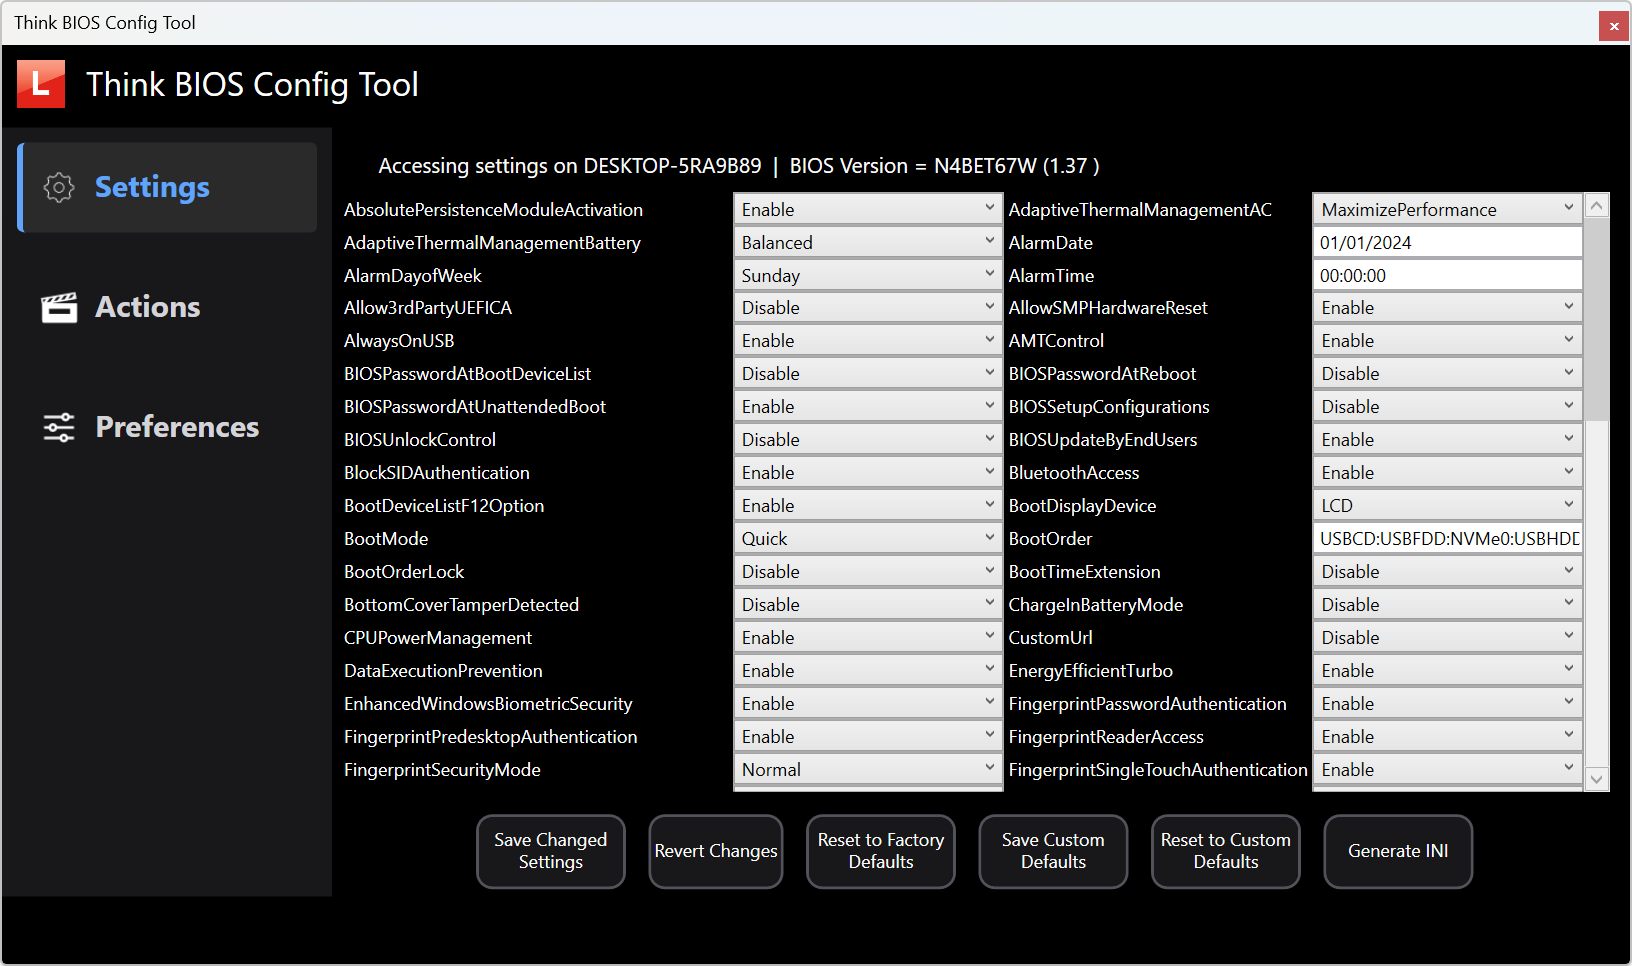 Think BIOS Config Tool
×
L
Think BIOS Config Tool
Settings
Actions
Preferences
Accessing settings on DESKTOP-5RA9B89 | BIOS Version = N4BET67W (1.37 )
AbsolutePersistenceModuleActivation Enable AdaptiveThermalManagementAC MaximizePerformance
AdaptiveThermalManagementBattery Balanced AlarmDate 01/01/2024
AlarmDayofWeek Sunday AlarmTime 00:00:00
Allow3rdPartyUEFICA Disable AllowSMPHardwareReset Enable
AlwaysOnUSB Enable AMTControl Enable
BIOSPasswordAtBootDeviceList Disable BIOSPasswordAtReboot Disable
BIOSPasswordAtUnattendedBoot Enable BIOSSetupConfigurations Disable
BIOSUnlockControl Disable BIOSUpdateByEndUsers Enable
BlockSIDAuthentication Enable BluetoothAccess Enable
BootDeviceListF12Option Enable BootDisplayDevice LCD
BootMode Quick BootOrder USBCD:USBFDD:NVMe0:USBHDD
BootOrderLock Disable BootTimeExtension Disable
BottomCoverTamperDetected Disable ChargeInBatteryMode Disable
CPUPowerManagement Enable CustomUrl Disable
DataExecutionPrevention Enable EnergyEfficientTurbo Enable
EnhancedWindowsBiometricSecurity Enable FingerprintPasswordAuthentication Enable
FingerprintPredesktopAuthentication Enable FingerprintReaderAccess Enable
FingerprintSecurityMode Normal FingerprintSingleTouchAuthentication Enable
Save Changed
Settings
Revert Changes
Reset to Factory
Defaults
Save Custom
Defaults
Reset to Custom
Defaults
Generate INI